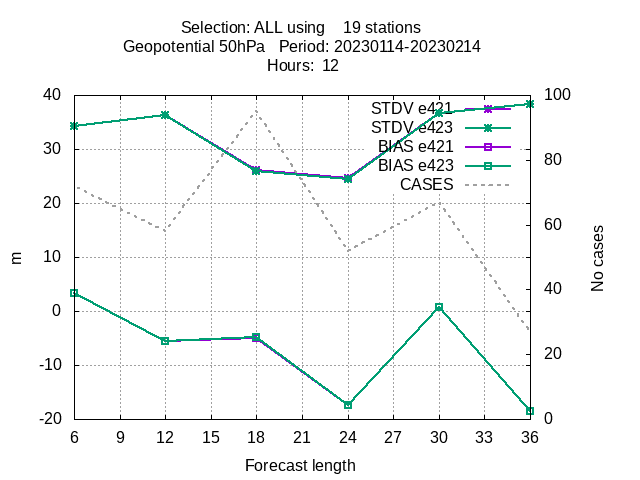 Selection: ALL using    19 stations
Geopotential 50hPa   Period: 20230114-20230214
Hours:  12
40
30
20
10
0
-10
-20
m
100
80
60
40
20
0
No cases
STDV e421
STDV e423
BIAS e421
BIAS e423
CASES
6 9 12 15 18 21 24 27 30 33 36
Forecast length